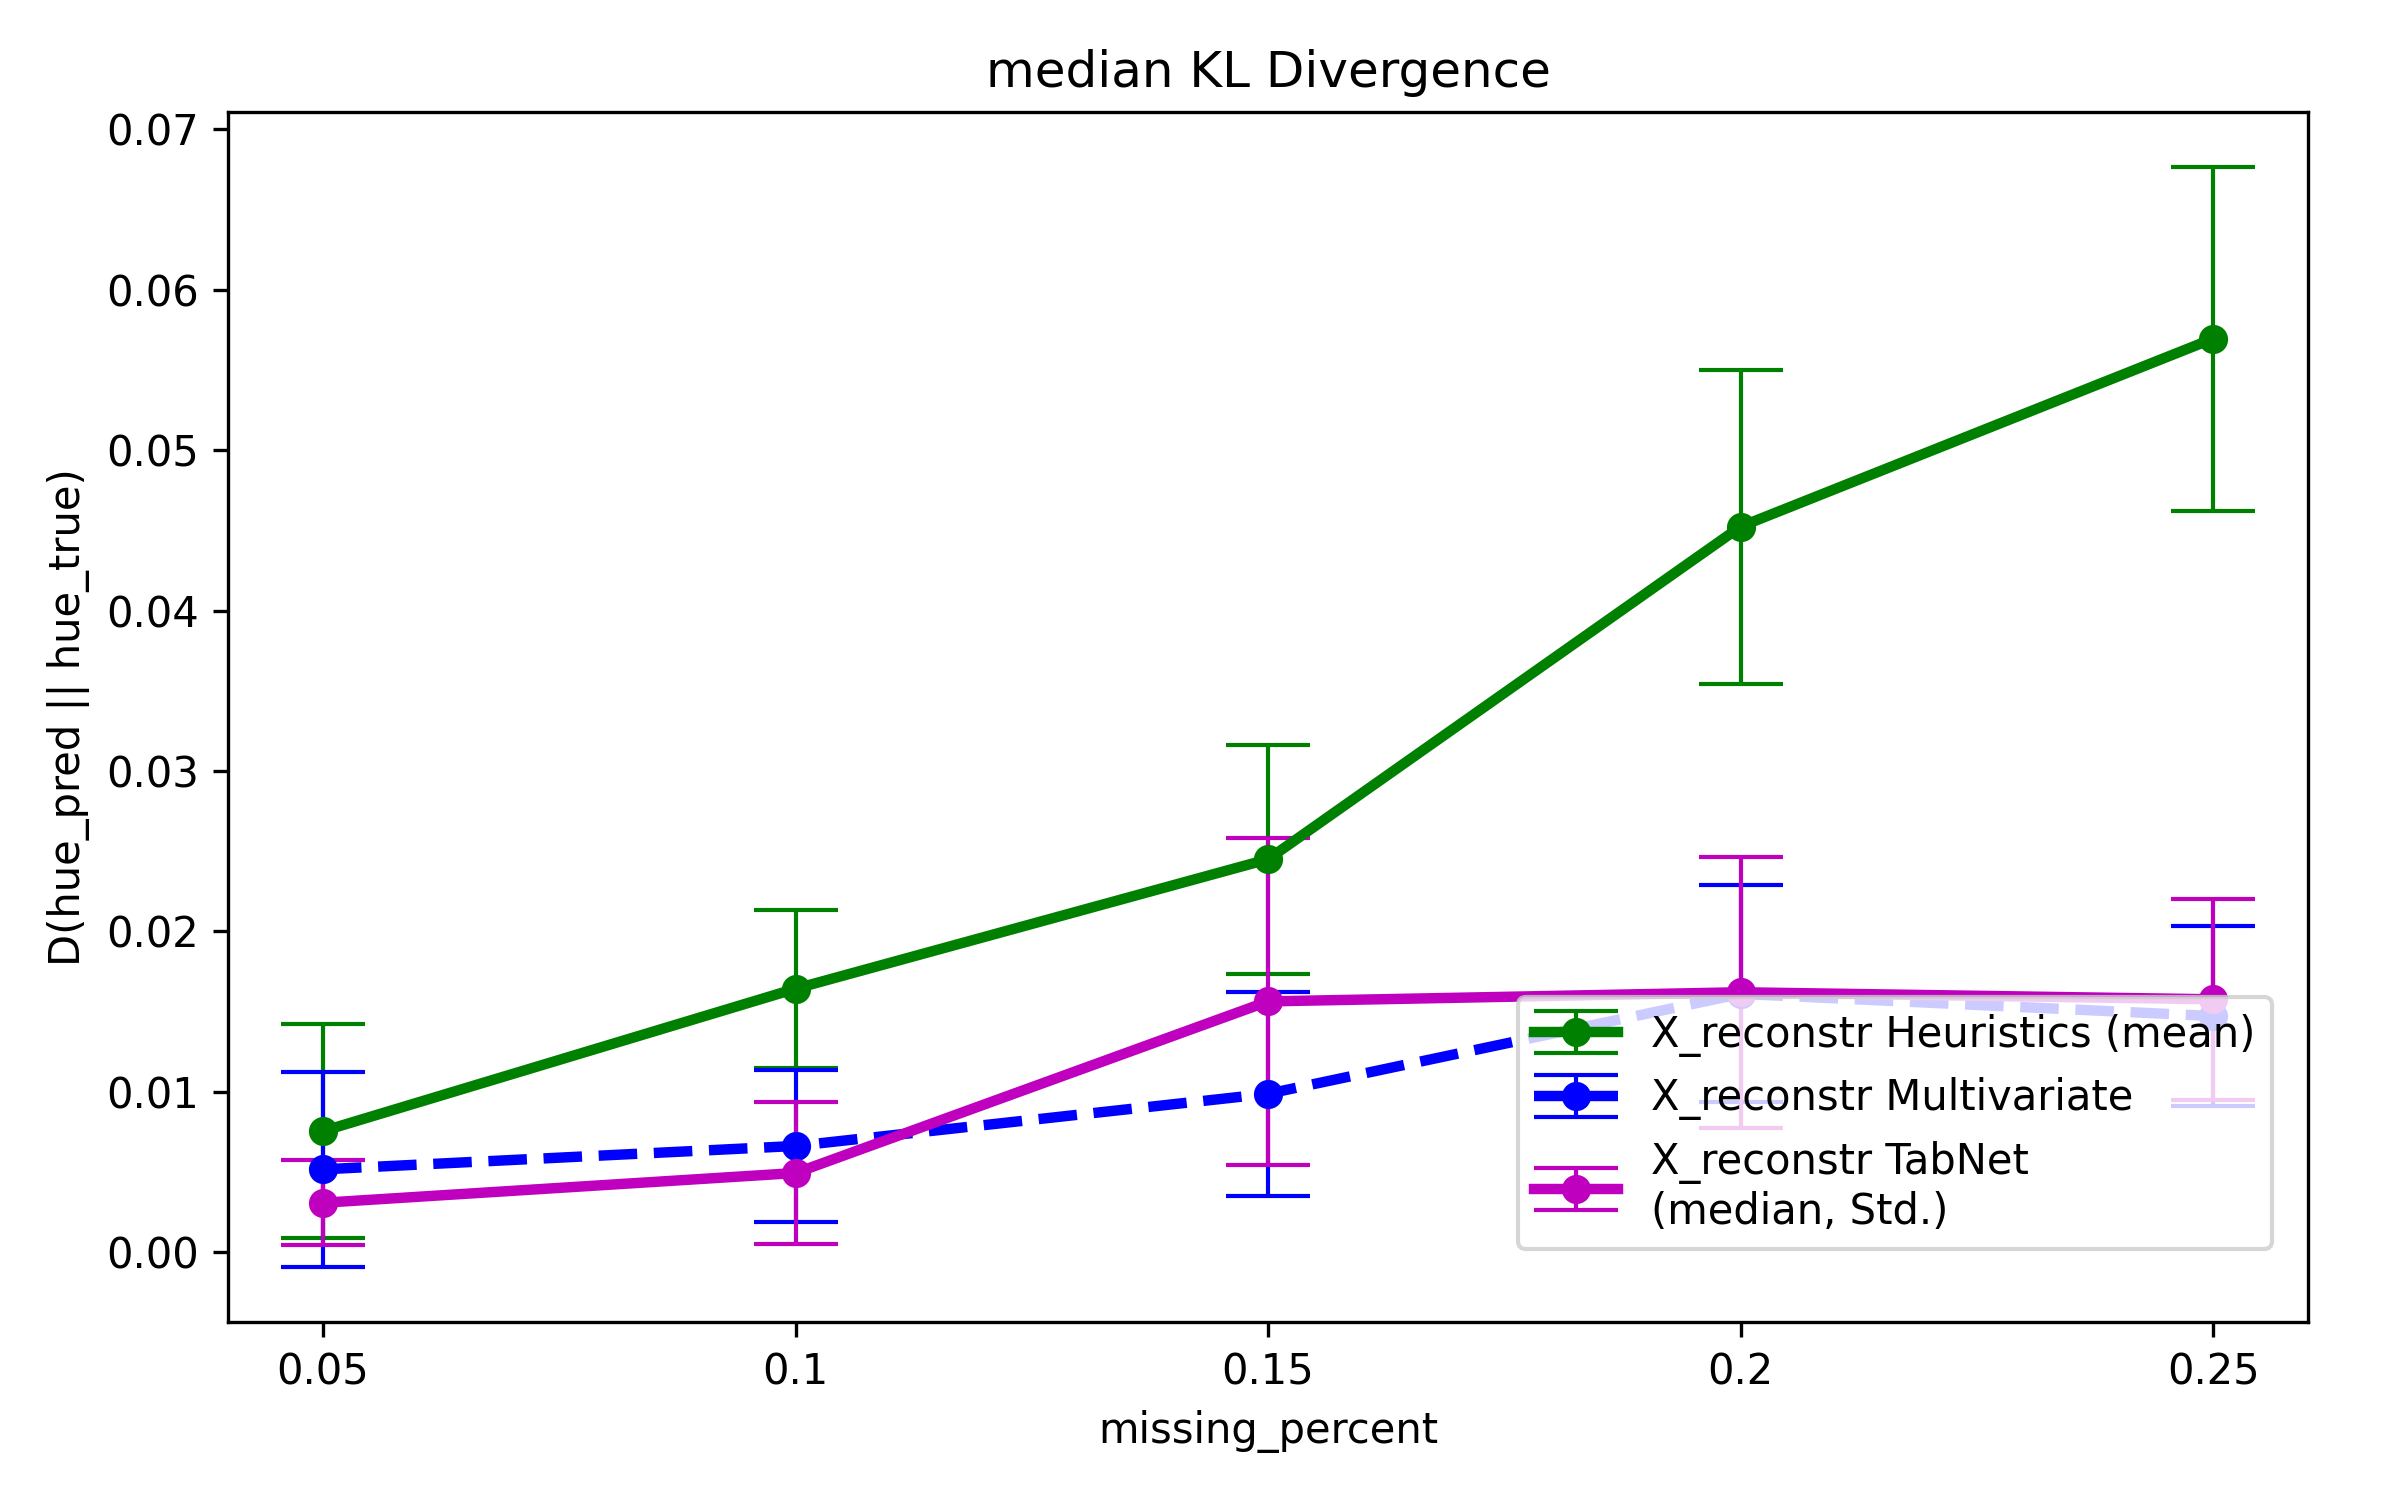 median KL Divergence
D(hue_pred || hue_true)
0.07
0.06
0.05
0.04
0.03
0.02
0.01
0.00
X_reconstr Heuristics (mean)
X_reconstr Multivariate
X_reconstr TabNet
(median, Std.)
0.05 0.1 0.15 0.2 0.25
missing_percent